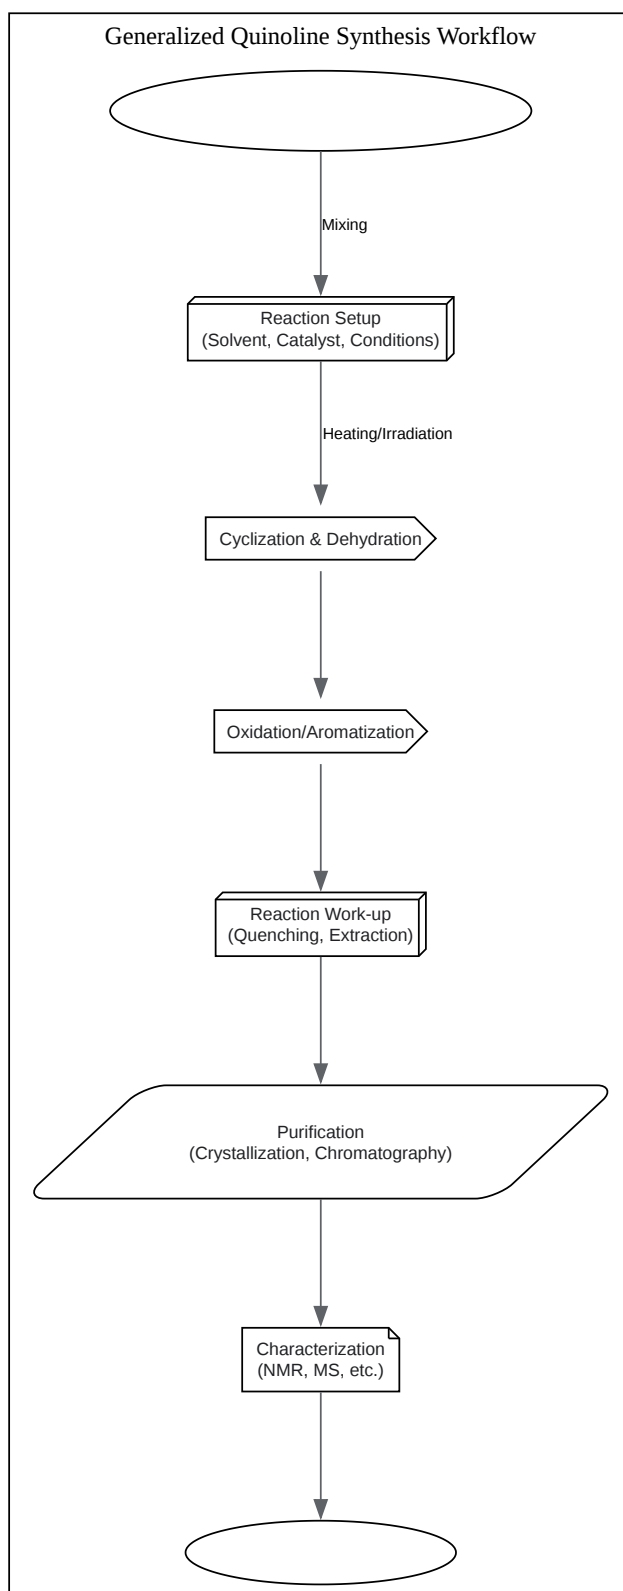 Generalized Quinoline Synthesis Workflow
Mixing
Reaction Setup
(Solvent, Catalyst, Conditions)
Heating/Irradiation
Cyclization & Dehydration
Oxidation/Aromatization
Reaction Work-up
(Quenching, Extraction)
Purification
(Crystallization, Chromatography)
Characterization
(NMR, MS, etc.)